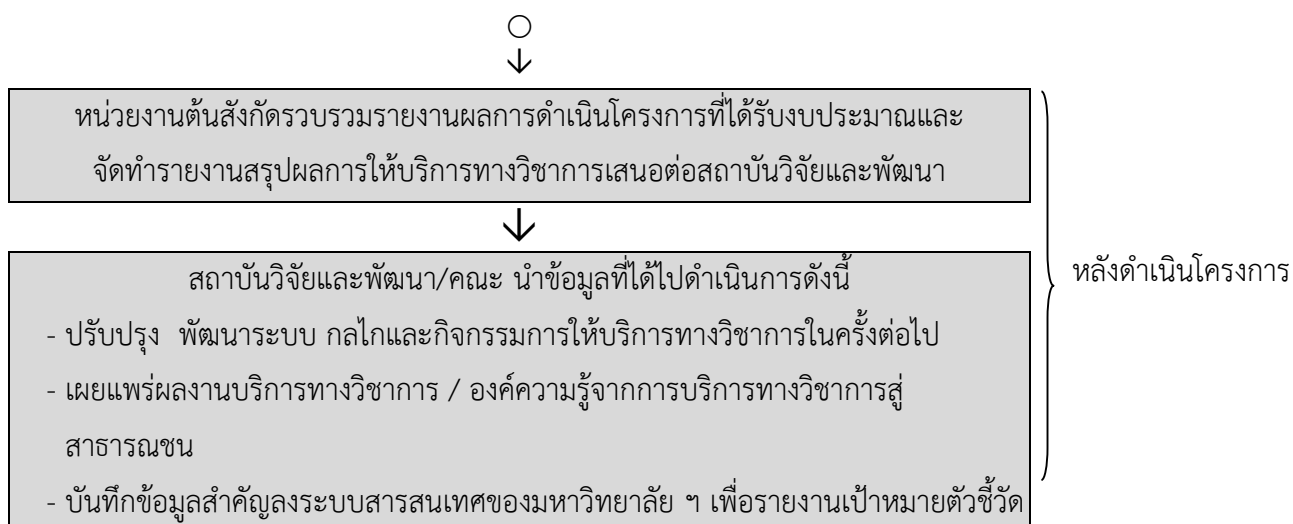 หน่วยงานต้นสังกัดรวบรวมรายงานผลการดำเนินโครงการที่ได้รับงบประมาณและ
จัดทำรายงานสรุปผลการให้บริการทางวิชาการเสนอต่อสถาบันวิจัยและพัฒนา
สถาบันวิจัยและพัฒนา/คณะ นำข้อมูลที่ได้ไปดำเนินการดังนี้
- ปรับปรุง พัฒนาระบบ กลไกและกิจกรรมการให้บริการทางวิชาการในครั้งต่อไป
- เผยแพร่ผลงานบริการทางวิชาการ / องค์ความรู้จากการบริการทางวิชาการสู่
สาธารณชน
- บันทึกข้อมูลสำคัญลงระบบสารสนเทศของมหาวิทยาลัย ฯ เพื่อรายงานเป้าหมายตัวชี้วัด
หลังดำเนินโครงการ